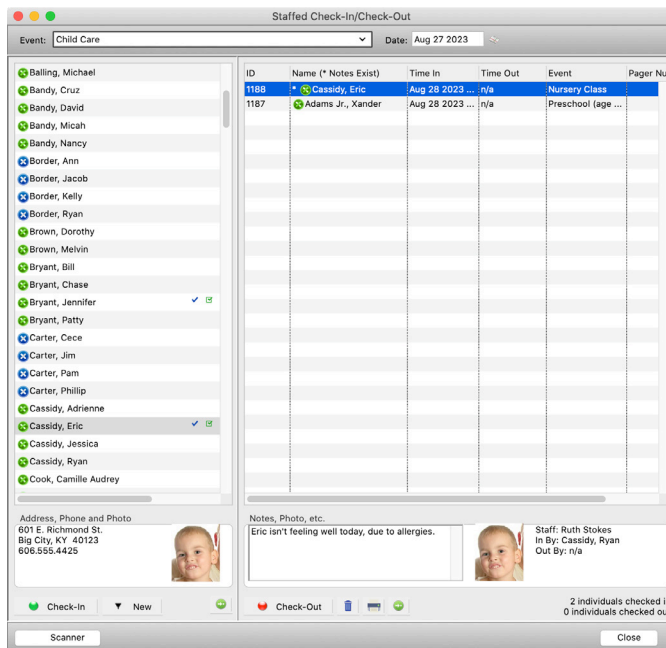 Staffed Check-In/Check-Out
Event: Child Care Date: Aug 27 2023
Balling, Michael
Bandy, Cruz
Bandy, David
Bandy, Micah
Bandy, Nancy
Border, Ann
Border, Jacob
Border, Kelly
Border, Ryan
Brown, Dorothy
Brown, Melvin
Bryant, Bill
Bryant, Chase
Bryant, Jennifer
Bryant, Patty
Carter, Cece
Carter, Jim
Carter, Pam
Carter, Phillip
Cassidy, Adrienne
Cassidy, Eric
Cassidy, Jessica
Cassidy, Ryan
Cook, Camille Audrey
ID Name (* Notes Exist) Time In Time Out Event Pager Nu
1188 * Cassidy, Eric Aug 28 2023 ... n/a Nursery Class
1187 Adams Jr., Xander Aug 28 2023 ... n/a Preschool (age ...
Address, Phone and Photo
601 E. Richmond St.
Big City, KY 40123
606.555.4425
Check-In New
Notes, Photo, etc.
Eric isn't feeling well today, due to allergies.
Staff: Ruth Stokes
In By: Cassidy, Ryan
Out By: n/a
Check-Out
2 individuals checked i
0 individuals checked ou
Scanner Close